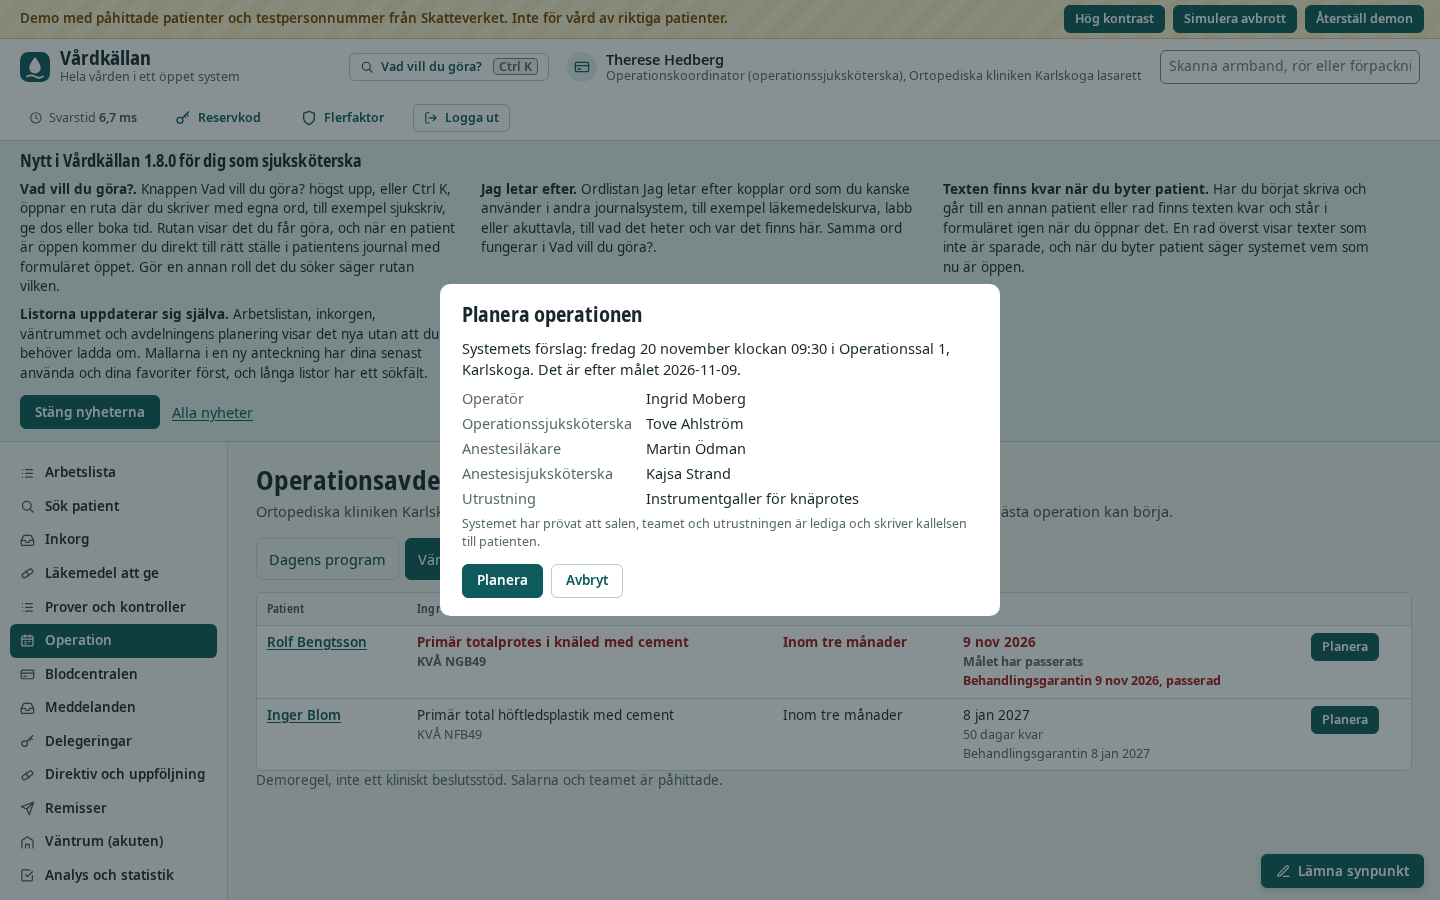 Demo med påhittade patienter och testpersonnummer från Skatteverket. Inte för vård av riktiga patienter.
Hög kontrast
Simulera avbrott
Återställ demon
Vårdkällan
Hela vården i ett öppet system
Vad vill du göra? Ctrl K
Therese Hedberg
Operationskoordinator (operationssjuksköterska), Ortopediska kliniken Karlskoga lasarett
Skanna armband, rör eller förpackni
Svarstid 6,7 ms
Reservkod
Flerfaktor
Logga ut
Nytt i Vårdkällan 1.8.0 för dig som sjuksköterska
Vad vill du göra?. Knappen Vad vill du göra? högst upp, eller Ctrl K,
öppnar en ruta där du skriver med egna ord, till exempel sjukskriv,
ge dos eller boka tid. Rutan visar det du får göra, och när en patient
är öppen kommer du direkt till rätt ställe i patientens journal med
formuläret öppet. Gör en annan roll det du söker säger rutan
vilken.
Jag letar efter. Ordlistan Jag letar efter kopplar ord som du kanske
använder i andra journalsystem, till exempel läkemedelskurva, labb
eller akuttavla, till vad det heter och var det finns här. Samma ord
fungerar i Vad vill du göra?.
Texten finns kvar när du byter patient. Har du börjat skriva och
går till en annan patient eller rad finns texten kvar och står i
formuläret igen när du öppnar det. En rad överst visar texter som
inte är sparade, och när du byter patient säger systemet vem som
nu är öppen.
Listorna uppdaterar sig själva. Arbetslistan, inkorgen,
väntrummet och avdelningens planering visar det nya utan att du
behöver ladda om. Mallarna i en ny anteckning har dina senast
använda och dina favoriter först, och långa listor har ett sökfält.
Stäng nyheterna
Alla nyheter
Planera operationen
Systemets förslag: fredag 20 november klockan 09:30 i Operationssal 1,
Karlskoga. Det är efter målet 2026-11-09.
Operatör Ingrid Moberg
Operationssjuksköterska Tove Ahlström
Anestesiläkare Martin Ödman
Anestesisjuksköterska Kajsa Strand
Utrustning Instrumentgaller för knäprotes
Systemet har prövat att salen, teamet och utrustningen är lediga och skriver kallelsen
till patienten.
Planera
Avbryt
Arbetslista
Sök patient
Inkorg
Läkemedel att ge
Prover och kontroller
Operation
Blodcentralen
Meddelanden
Delegeringar
Direktiv och uppföljning
Remisser
Väntrum (akuten)
Analys och statistik
Operationsavde
Ortopediska kliniken Karlsk
ästa operation kan börja.
Dagens program
Vän
Patient
Ingr
Rolf Bengtsson
Primär totalprotes i knäled med cement
KVÅ NGB49
Inom tre månader
9 nov 2026
Målet har passerats
Behandlingsgarantin 9 nov 2026, passerad
Planera
Inger Blom
Primär total höftledsplastik med cement
KVÅ NFB49
Inom tre månader
8 jan 2027
50 dagar kvar
Behandlingsgarantin 8 jan 2027
Planera
Demoregel, inte ett kliniskt beslutsstöd. Salarna och teamet är påhittade.
Lämna synpunkt